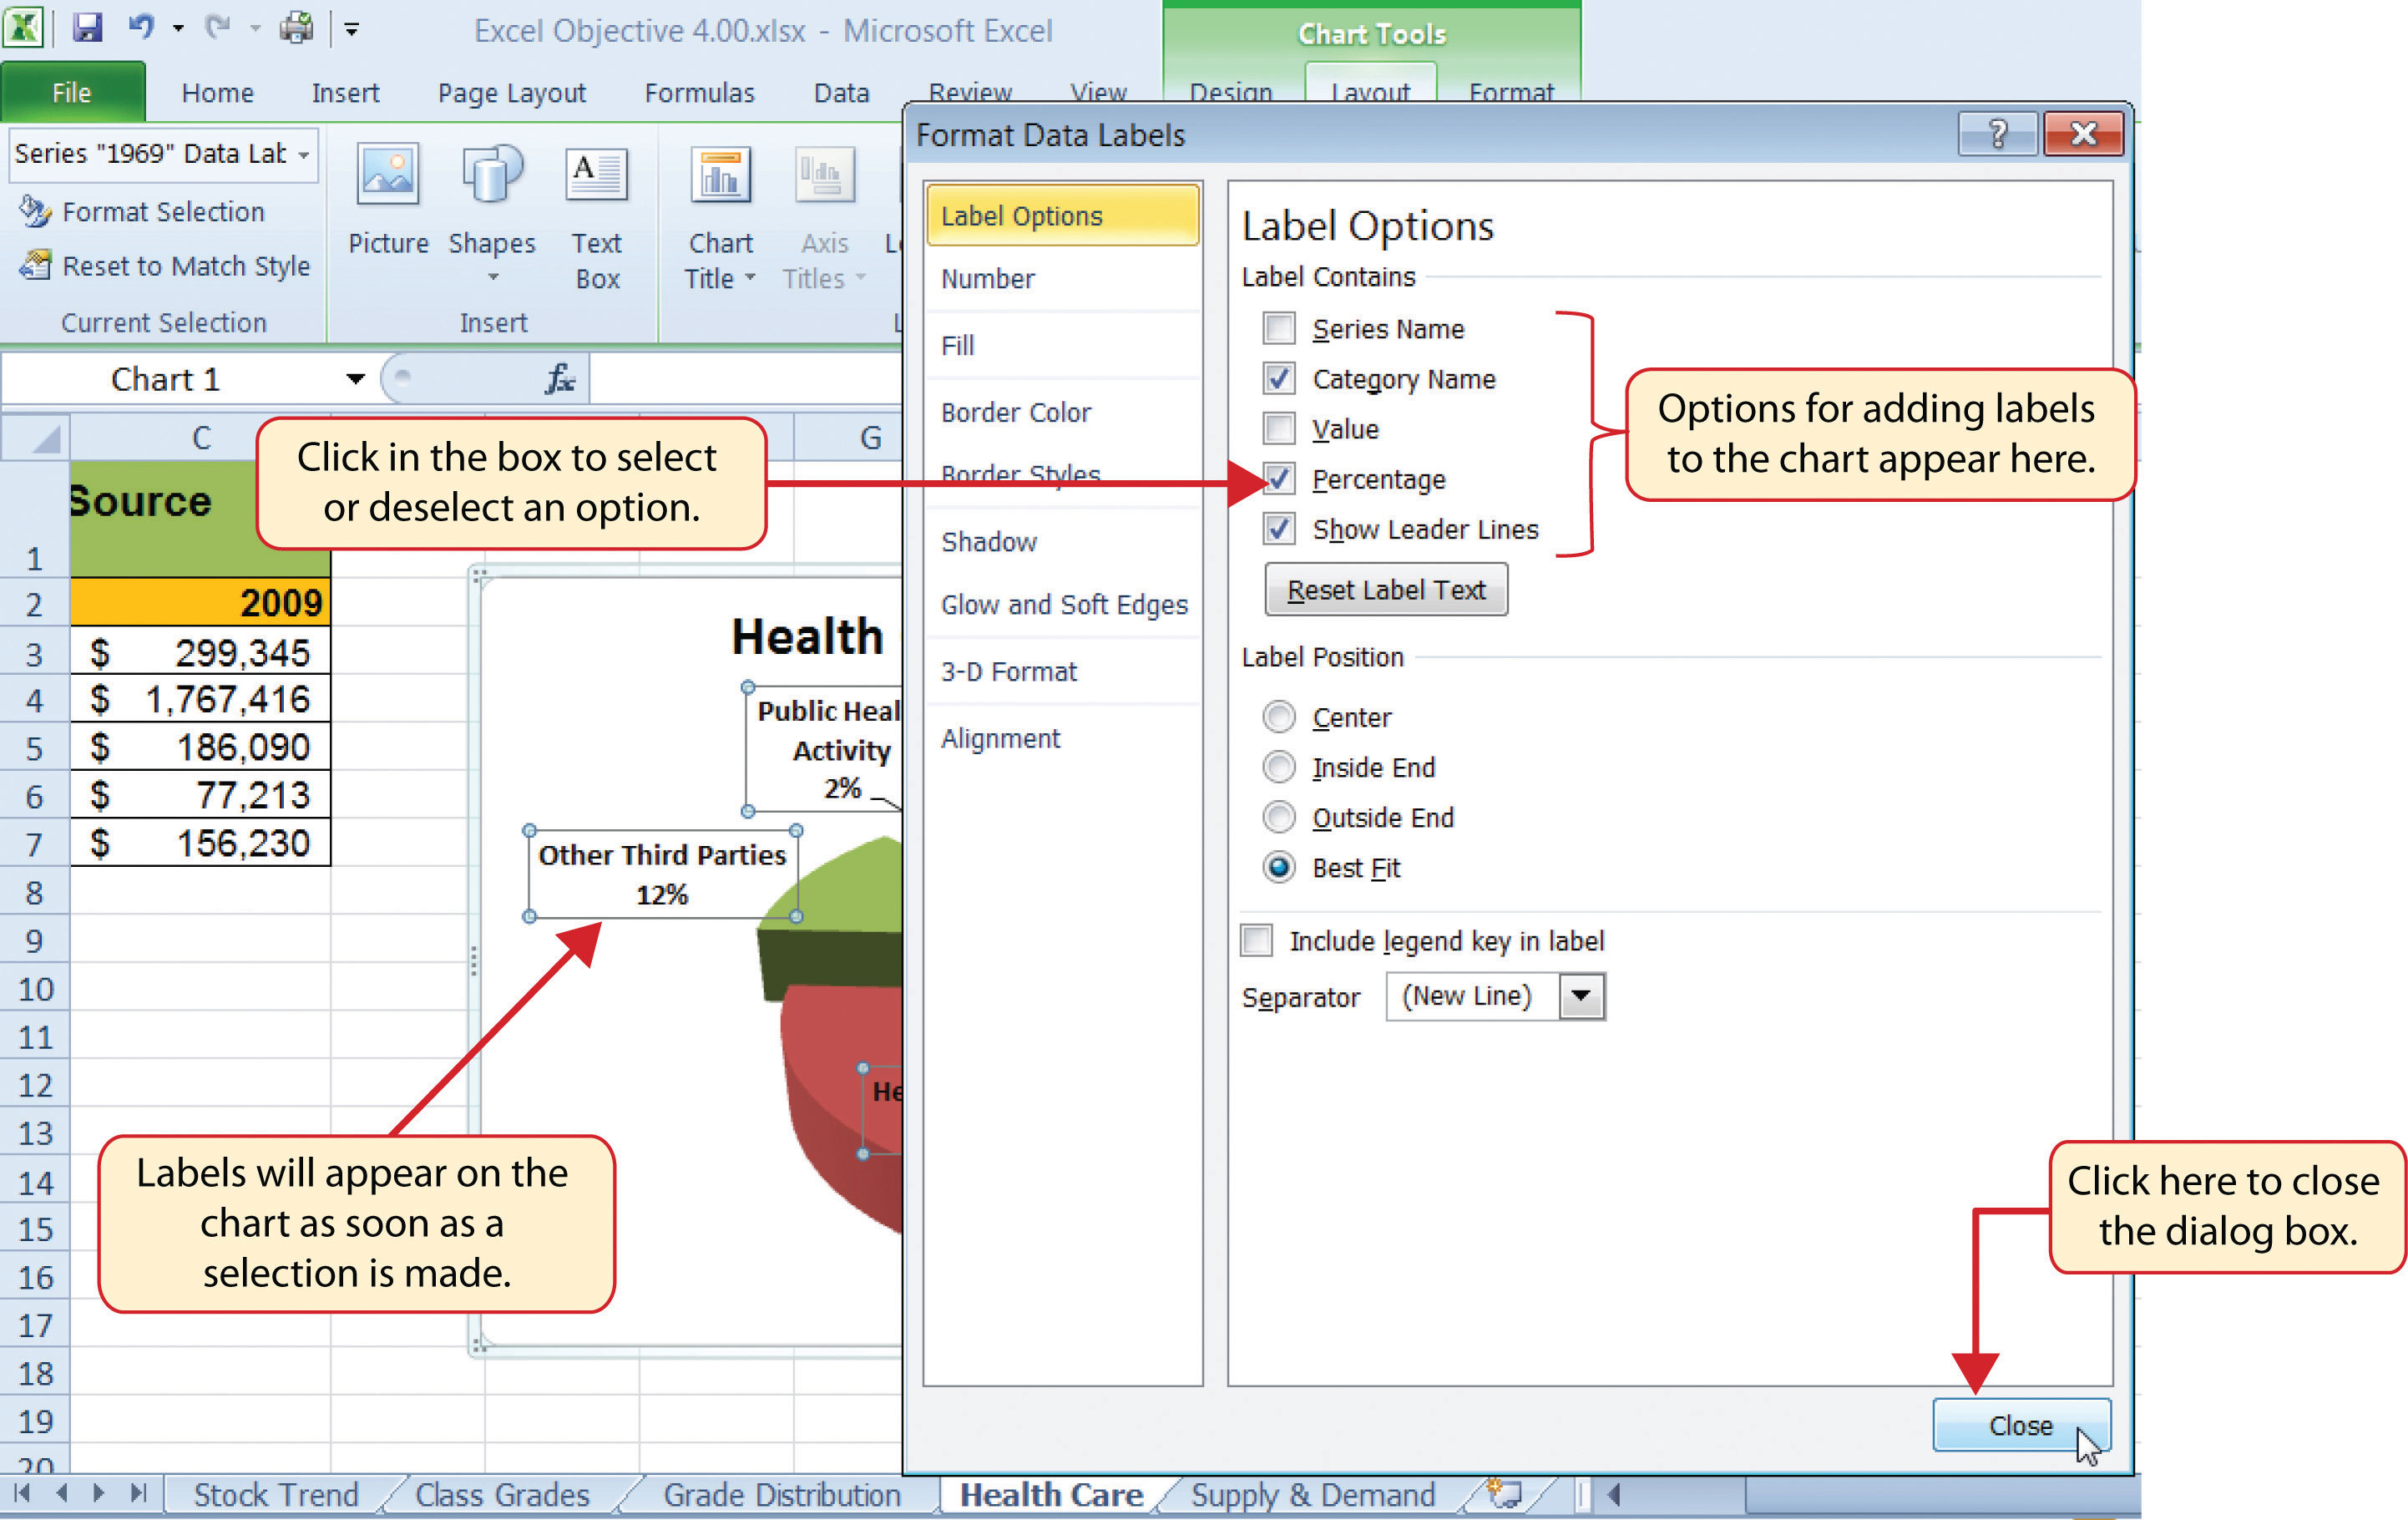 Excel Objective 4.00.xlsx - Microsoft Excel
Chart Tools
File Home Insert Page Layout Formulas Data Review View Design Layout Format
Series "1969" Data Lab
Format Selection
Reset to Match Style
Current Selection
Picture Shapes Text Box
Insert
Chart Title
Axis Titles
Chart 1
fx
C G
Source
2009
1
2
3 $ 299,345
4 $ 1,767,416
5 $ 186,090
6 $ 77,213
7 $ 156,230
8
9
10
11
12
13
14
15
16
17
18
19
20
Click in the box to select
or deselect an option.
Health
Public Heal
Activity
2%
Other Third Parties
12%
He
Labels will appear on the
chart as soon as a
selection is made.
Format Data Labels
?
Label Options
Number
Fill
Border Color
Border Styles
Shadow
Glow and Soft Edges
3-D Format
Alignment
Label Options
Label Contains
Series Name
Category Name
Value
Percentage
Show Leader Lines
Reset Label Text
Options for adding labels
to the chart appear here.
Label Position
Center
Inside End
Outside End
Best Fit
Include legend key in label
Separator (New Line)
Click here to close
the dialog box.
Close
Stock Trend Class Grades Grade Distribution Health Care Supply & Demand